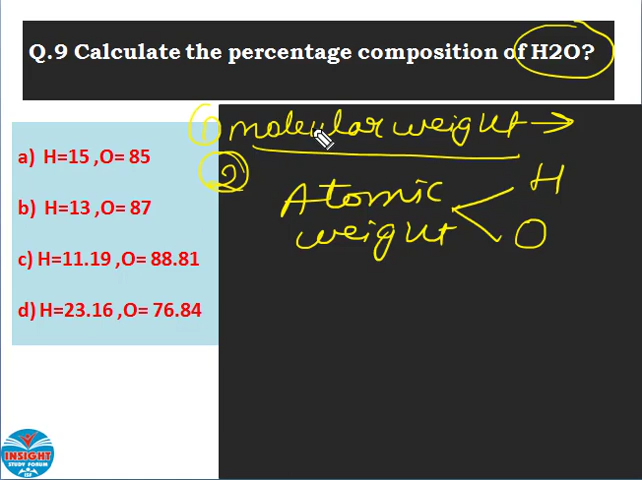 Q.9 Calculate the percentage composition of H2O?
① molecular weight →
a) H=15 ,O= 85
② Atomic weight
H
O
b) H=13 ,O= 87
c) H=11.19 ,O= 88.81
d) H=23.16 ,O= 76.84
INSIGHT
STUDY FORUM
ISF